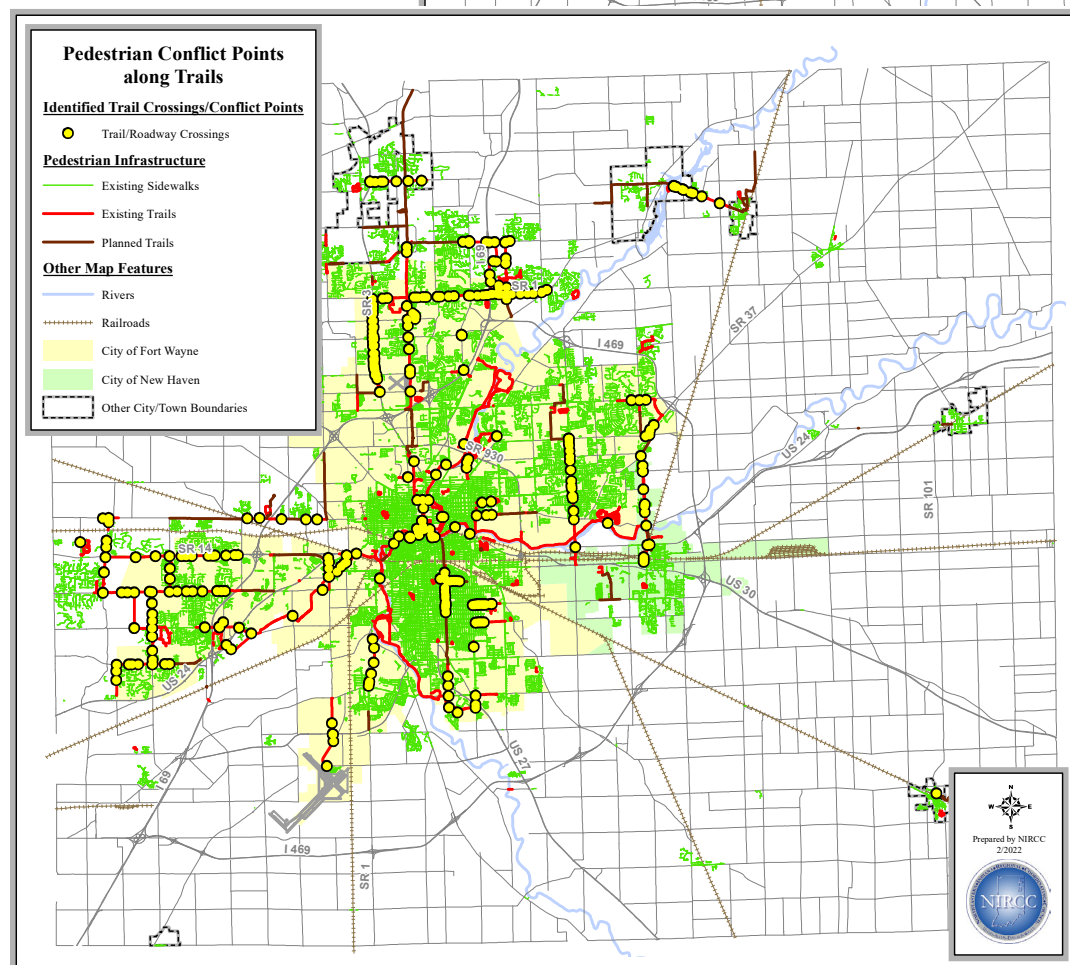 Pedestrian Conflict Points
along Trails
Identified Trail Crossings/Conflict Points
Trail/Roadway Crossings
Pedestrian Infrastructure
Existing Sidewalks
Existing Trails
Planned Trails
Other Map Features
Rivers
Railroads
City of Fort Wayne
City of New Haven
Other City/Town Boundaries
SR 3
I 69
SR 1
I 469
SR 37
SR 930
US 24
SR 101
SR 14
US 30
US 24
US 27
I 69
I 469
SR 1
N
W E
S
Prepared by NIRCC
2/2022
NIRCC